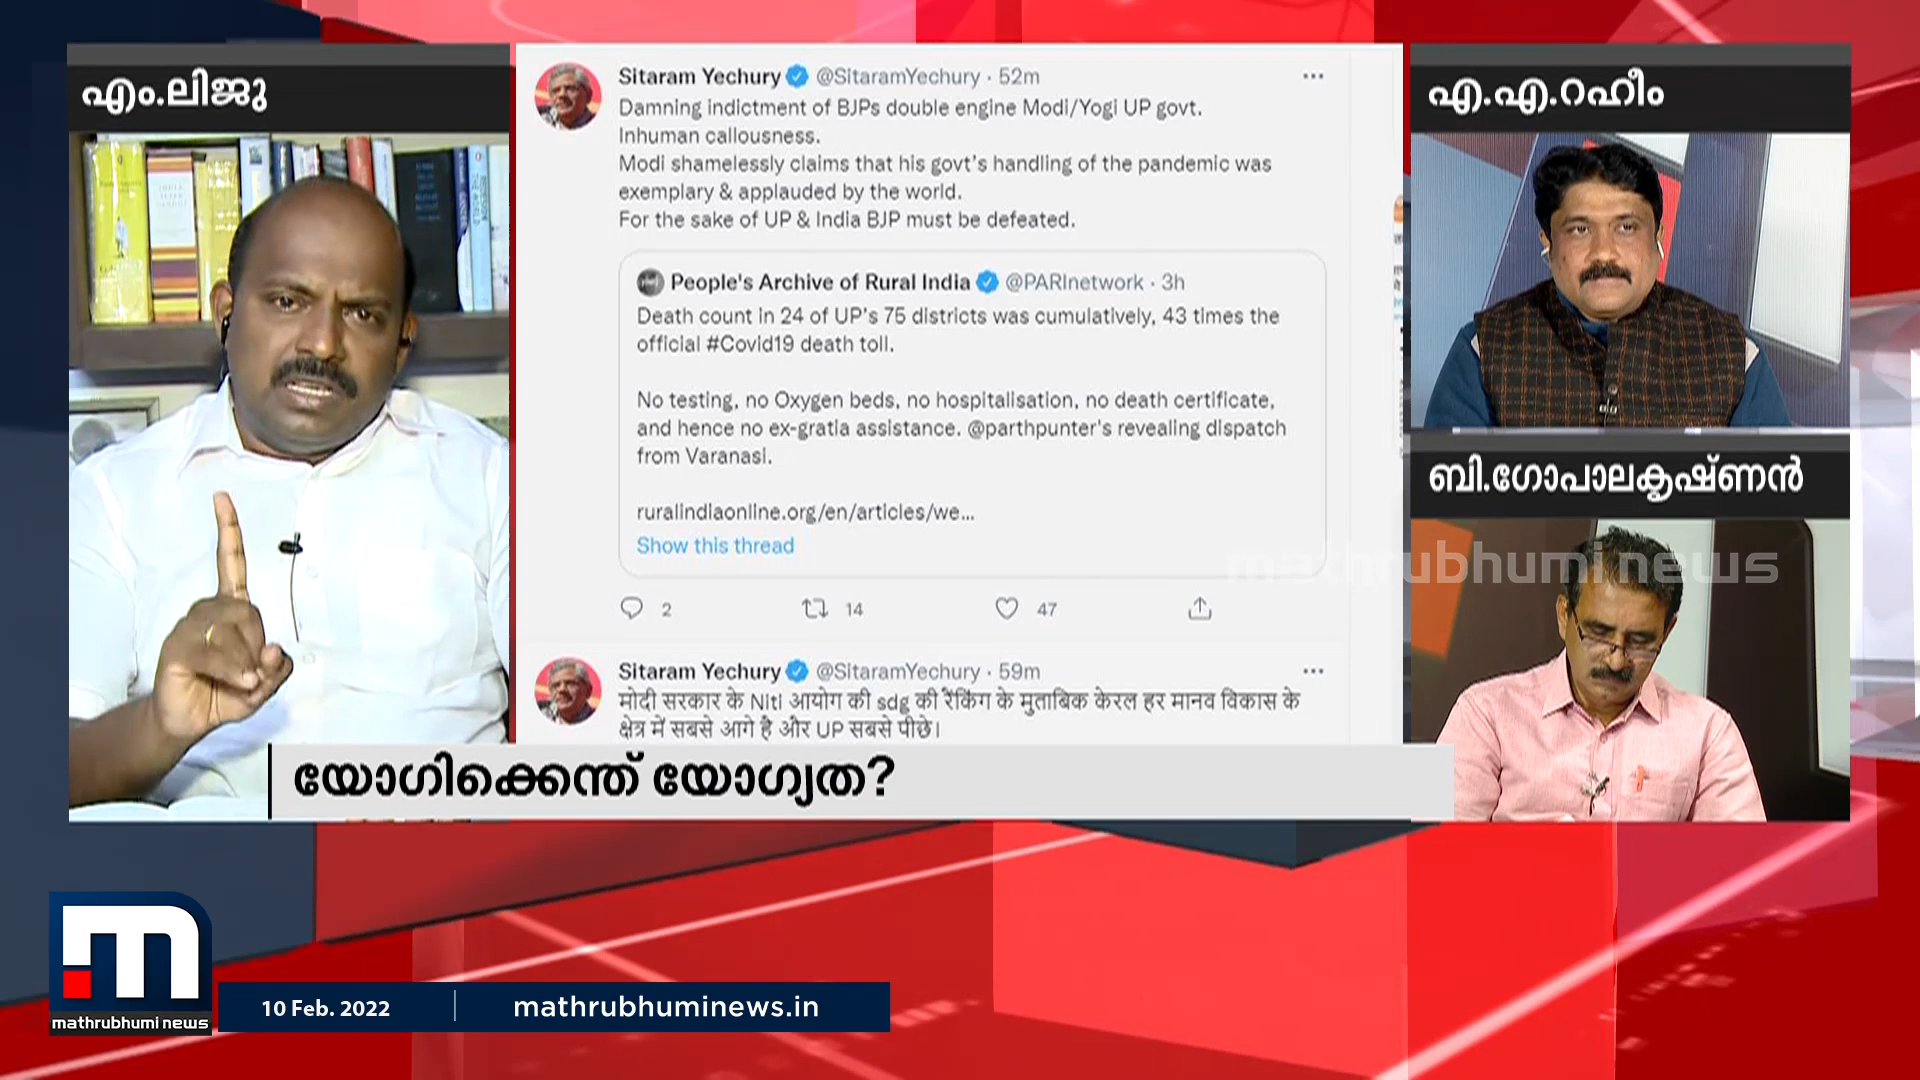 എം.ലിജു
Sitaram Yechury @SitaramYechury · 52m
Damning indictment of BJPs double engine Modi/Yogi UP govt.
Inhuman callousness.
Modi shamelessly claims that his govt's handling of the pandemic was
exemplary & applauded by the world.
For the sake of UP & India BJP must be defeated.
People's Archive of Rural India @PARInetwork · 3h
Death count in 24 of UP's 75 districts was cumulatively, 43 times the
official #Covid19 death toll.
No testing, no Oxygen beds, no hospitalisation, no death certificate,
and hence no ex-gratia assistance. @parthpunter's revealing dispatch
from Varanasi.
ruralindiaonline.org/en/articles/we...
Show this thread
2 14 47
Sitaram Yechury @SitaramYechury · 59m
मोदी सरकार के Niti आयोग की sdg की रैंकिंग के मुताबिक केरल हर मानव विकास के
क्षेत्र में सबसे आगे है और UP सबसे पीछे।
എ.എ.റഹീം
ബി.ഗോപാലകൃഷ്ണൻ
mathrubhumi news
യോഗിക്കെന്ത് യോഗ്യത?
mathrubhumi news
10 Feb. 2022
mathrubhuminews.in